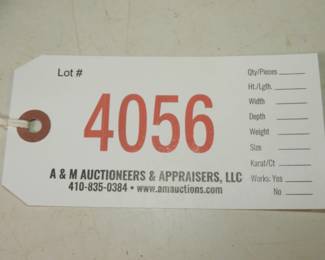 Lot #
4056
A & M AUCTIONEERS & APPRAISERS, LLC
410-835-0384 • www.amauctions.com
Qty/Pieces
Ht./Lgth.
Width
Depth
Weight
Size
Karat/Ct
Works: Yes
No